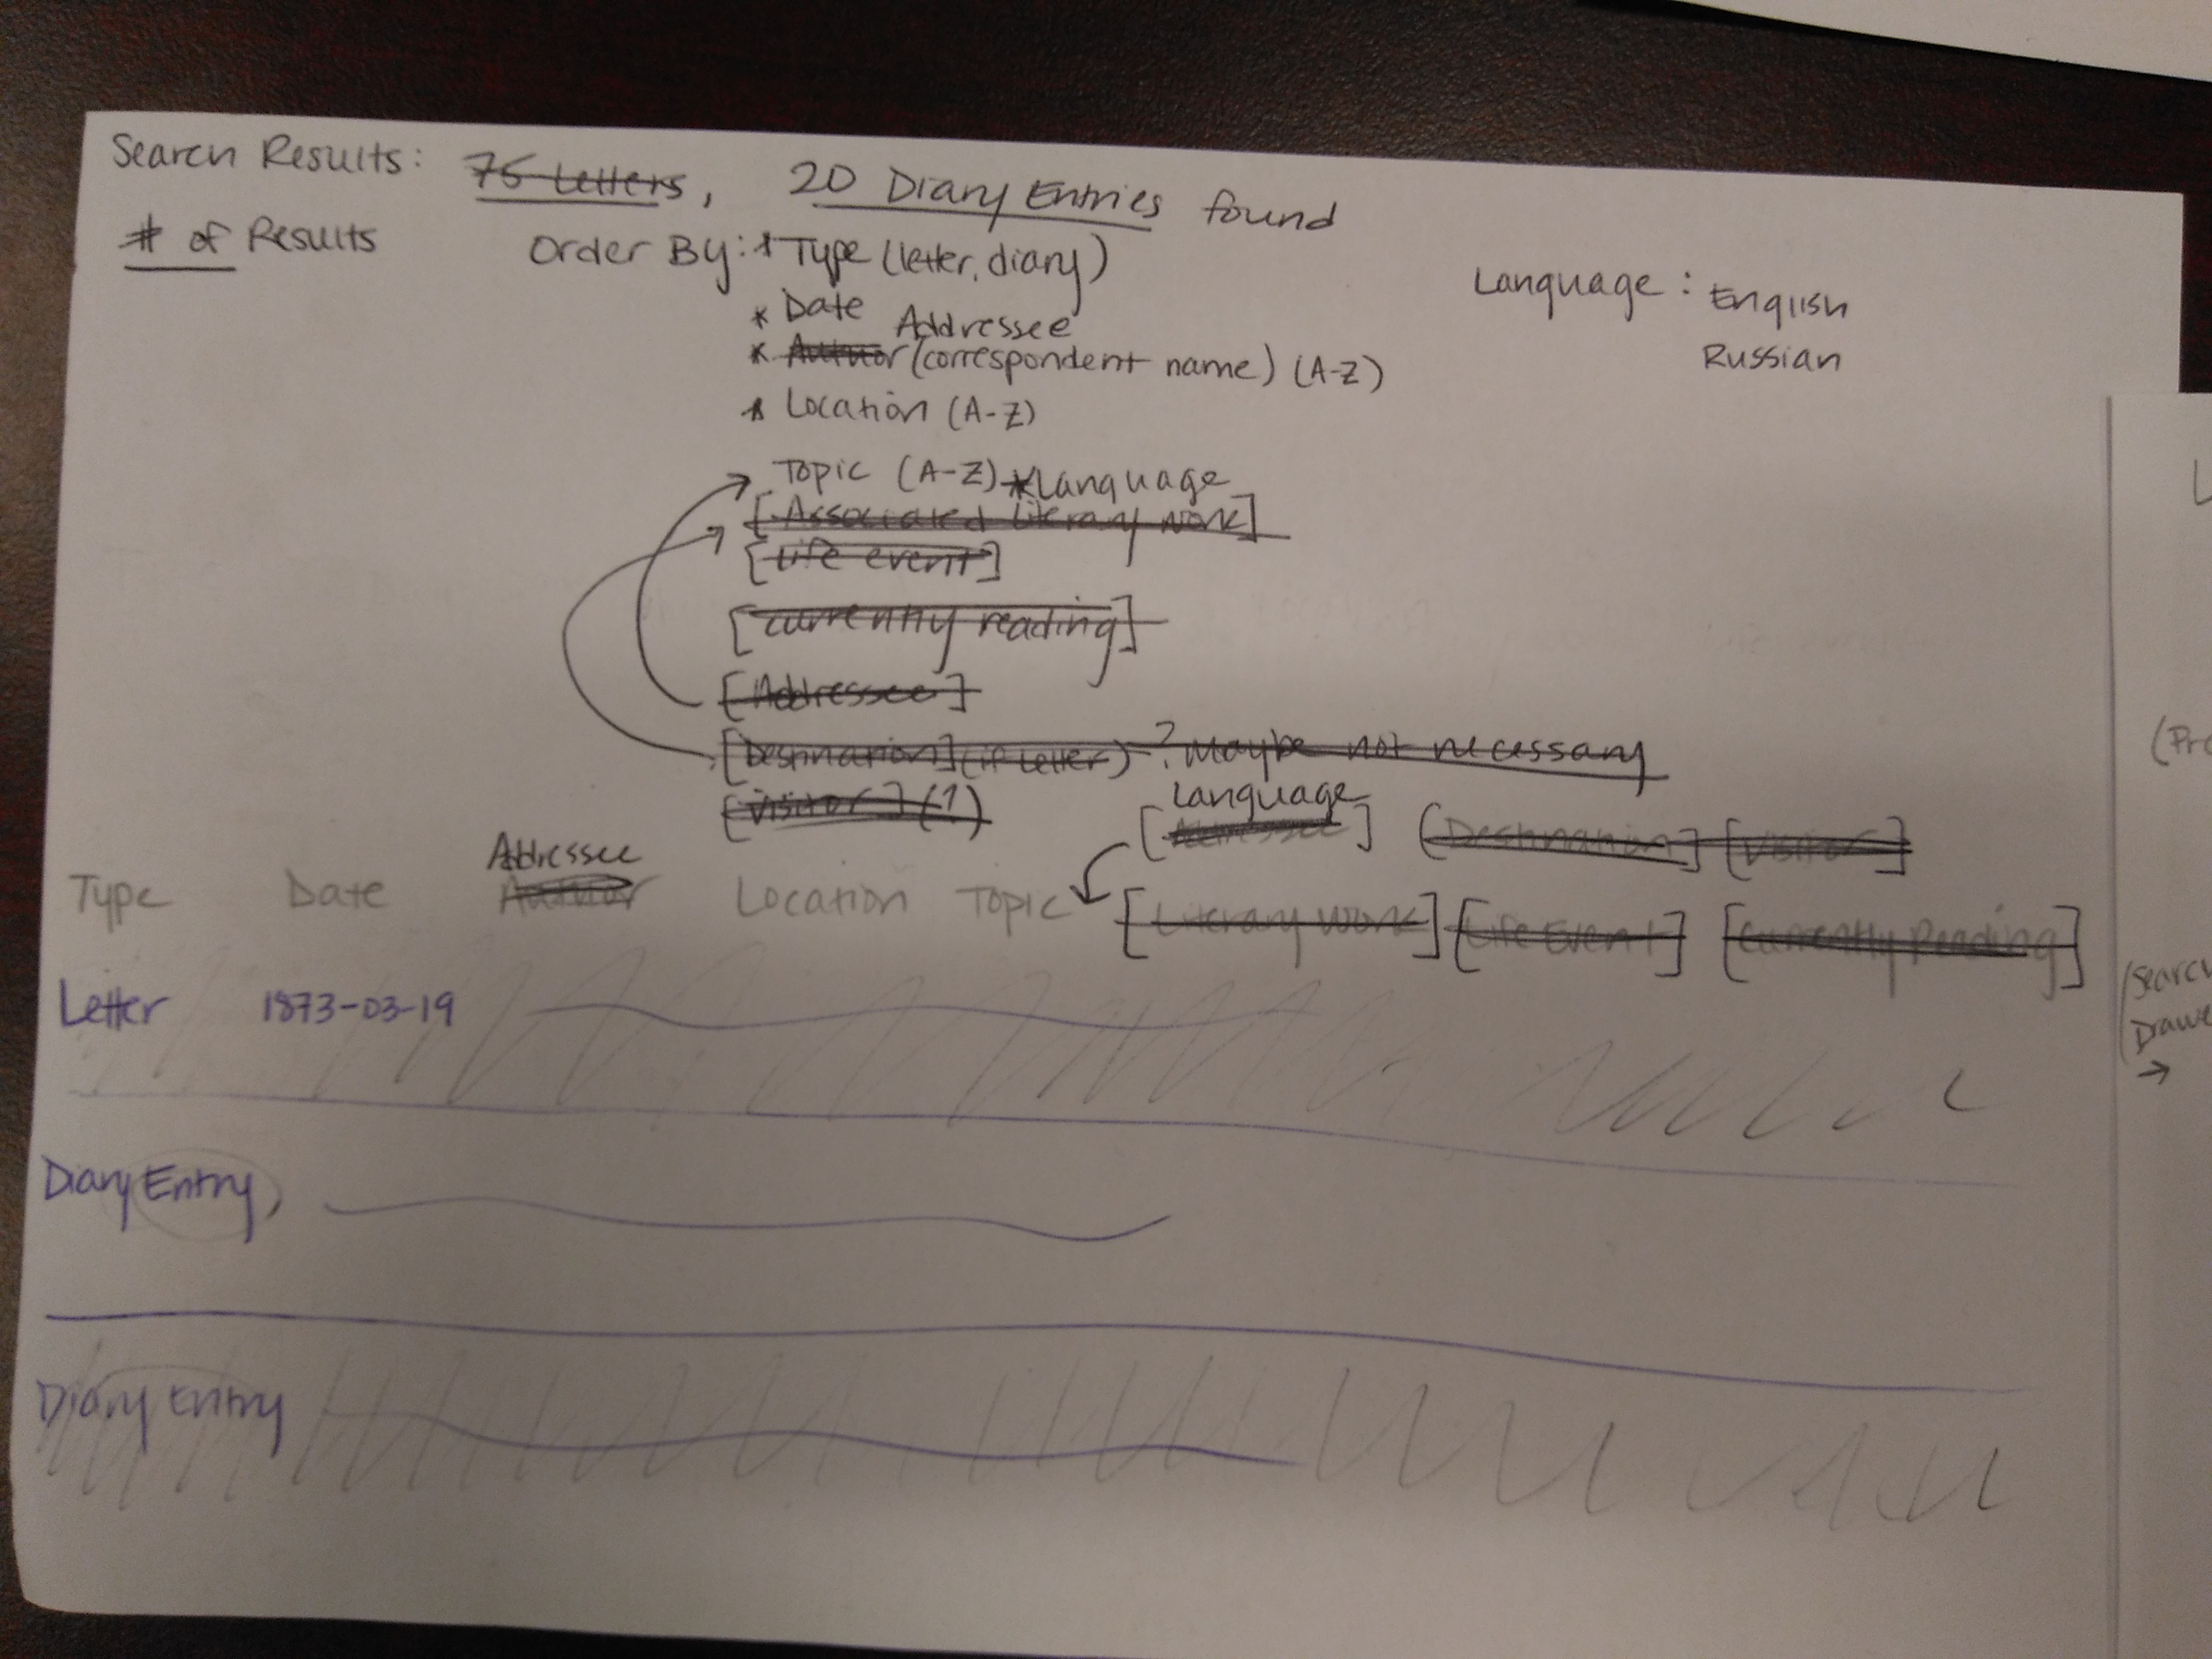 Search Results: 75 Letters, 20 Diary Entries found
# of Results
Order By: * Type (letter, diary)
* Date
Addressee
* Author (correspondent name) (A-Z)
* Location (A-Z)
Topic (A-Z) * Language
[Associated Literary Work]
[Life event]
[currently reading]
[Addressee]
[Destination] (if letter) - ? Maybe not necessary
[Visitor] (?)
Language : English
Russian
Language
[Addressee] [Destination] [Visitor]
Addressee
Type Date Author Location Topic [Literary Work] [Life Event] [Currently Reading]
Letter 1873-03-19
Diary Entry,
Diary Entry
L
(Pro
(Search
Drawe
→